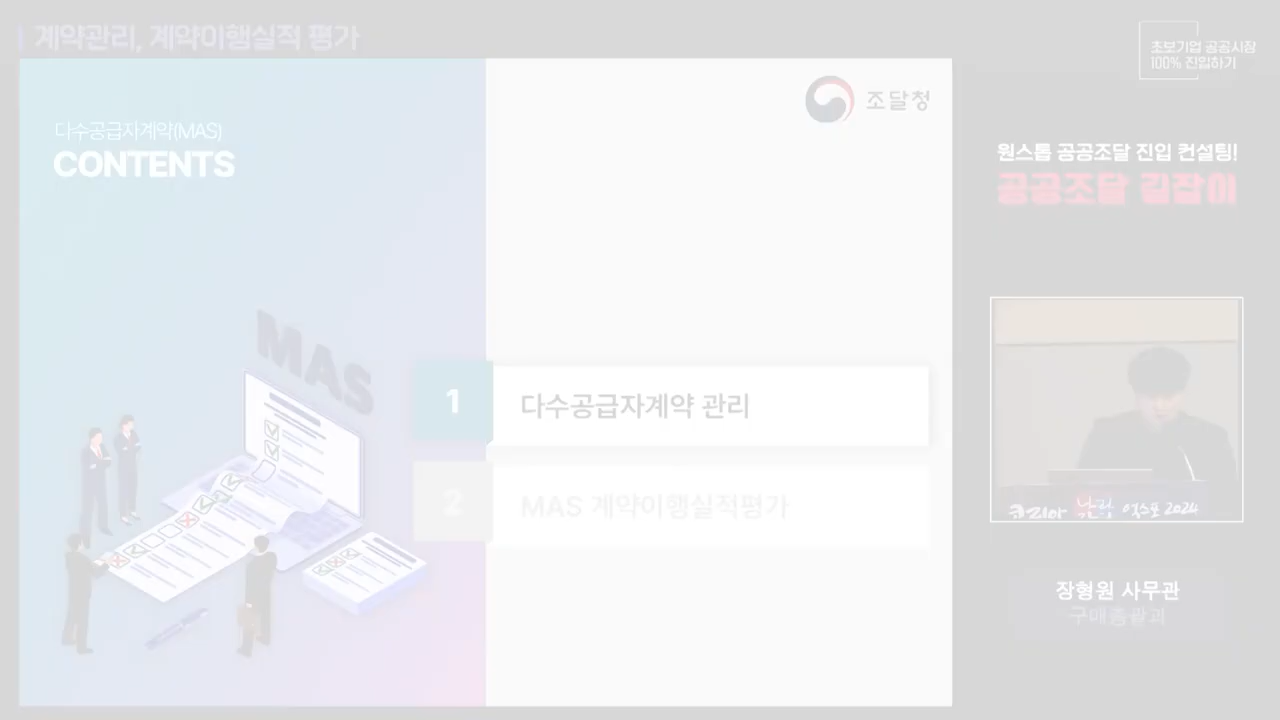 계약관리, 계약이행실적 평가
초보기업 공공시장
100% 진입하기
조달청
다수공급자계약(MAS)
CONTENTS
원스톱 공공조달 진입 컨설팅!
공공조달 길잡이
MAS
1
다수공급자계약 관리
2
MAS 계약이행실적평가
코리아 나라장터 엑스포 2024
장형원 사무관
구매총괄과